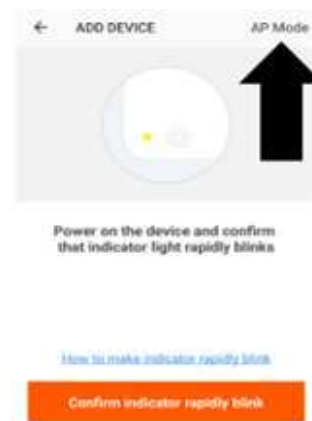 ← ADD DEVICE AP Mode
Power on the device and confirm
that indicator light rapidly blinks
How to make indicator rapidly blink
Confirm indicator rapidly blink